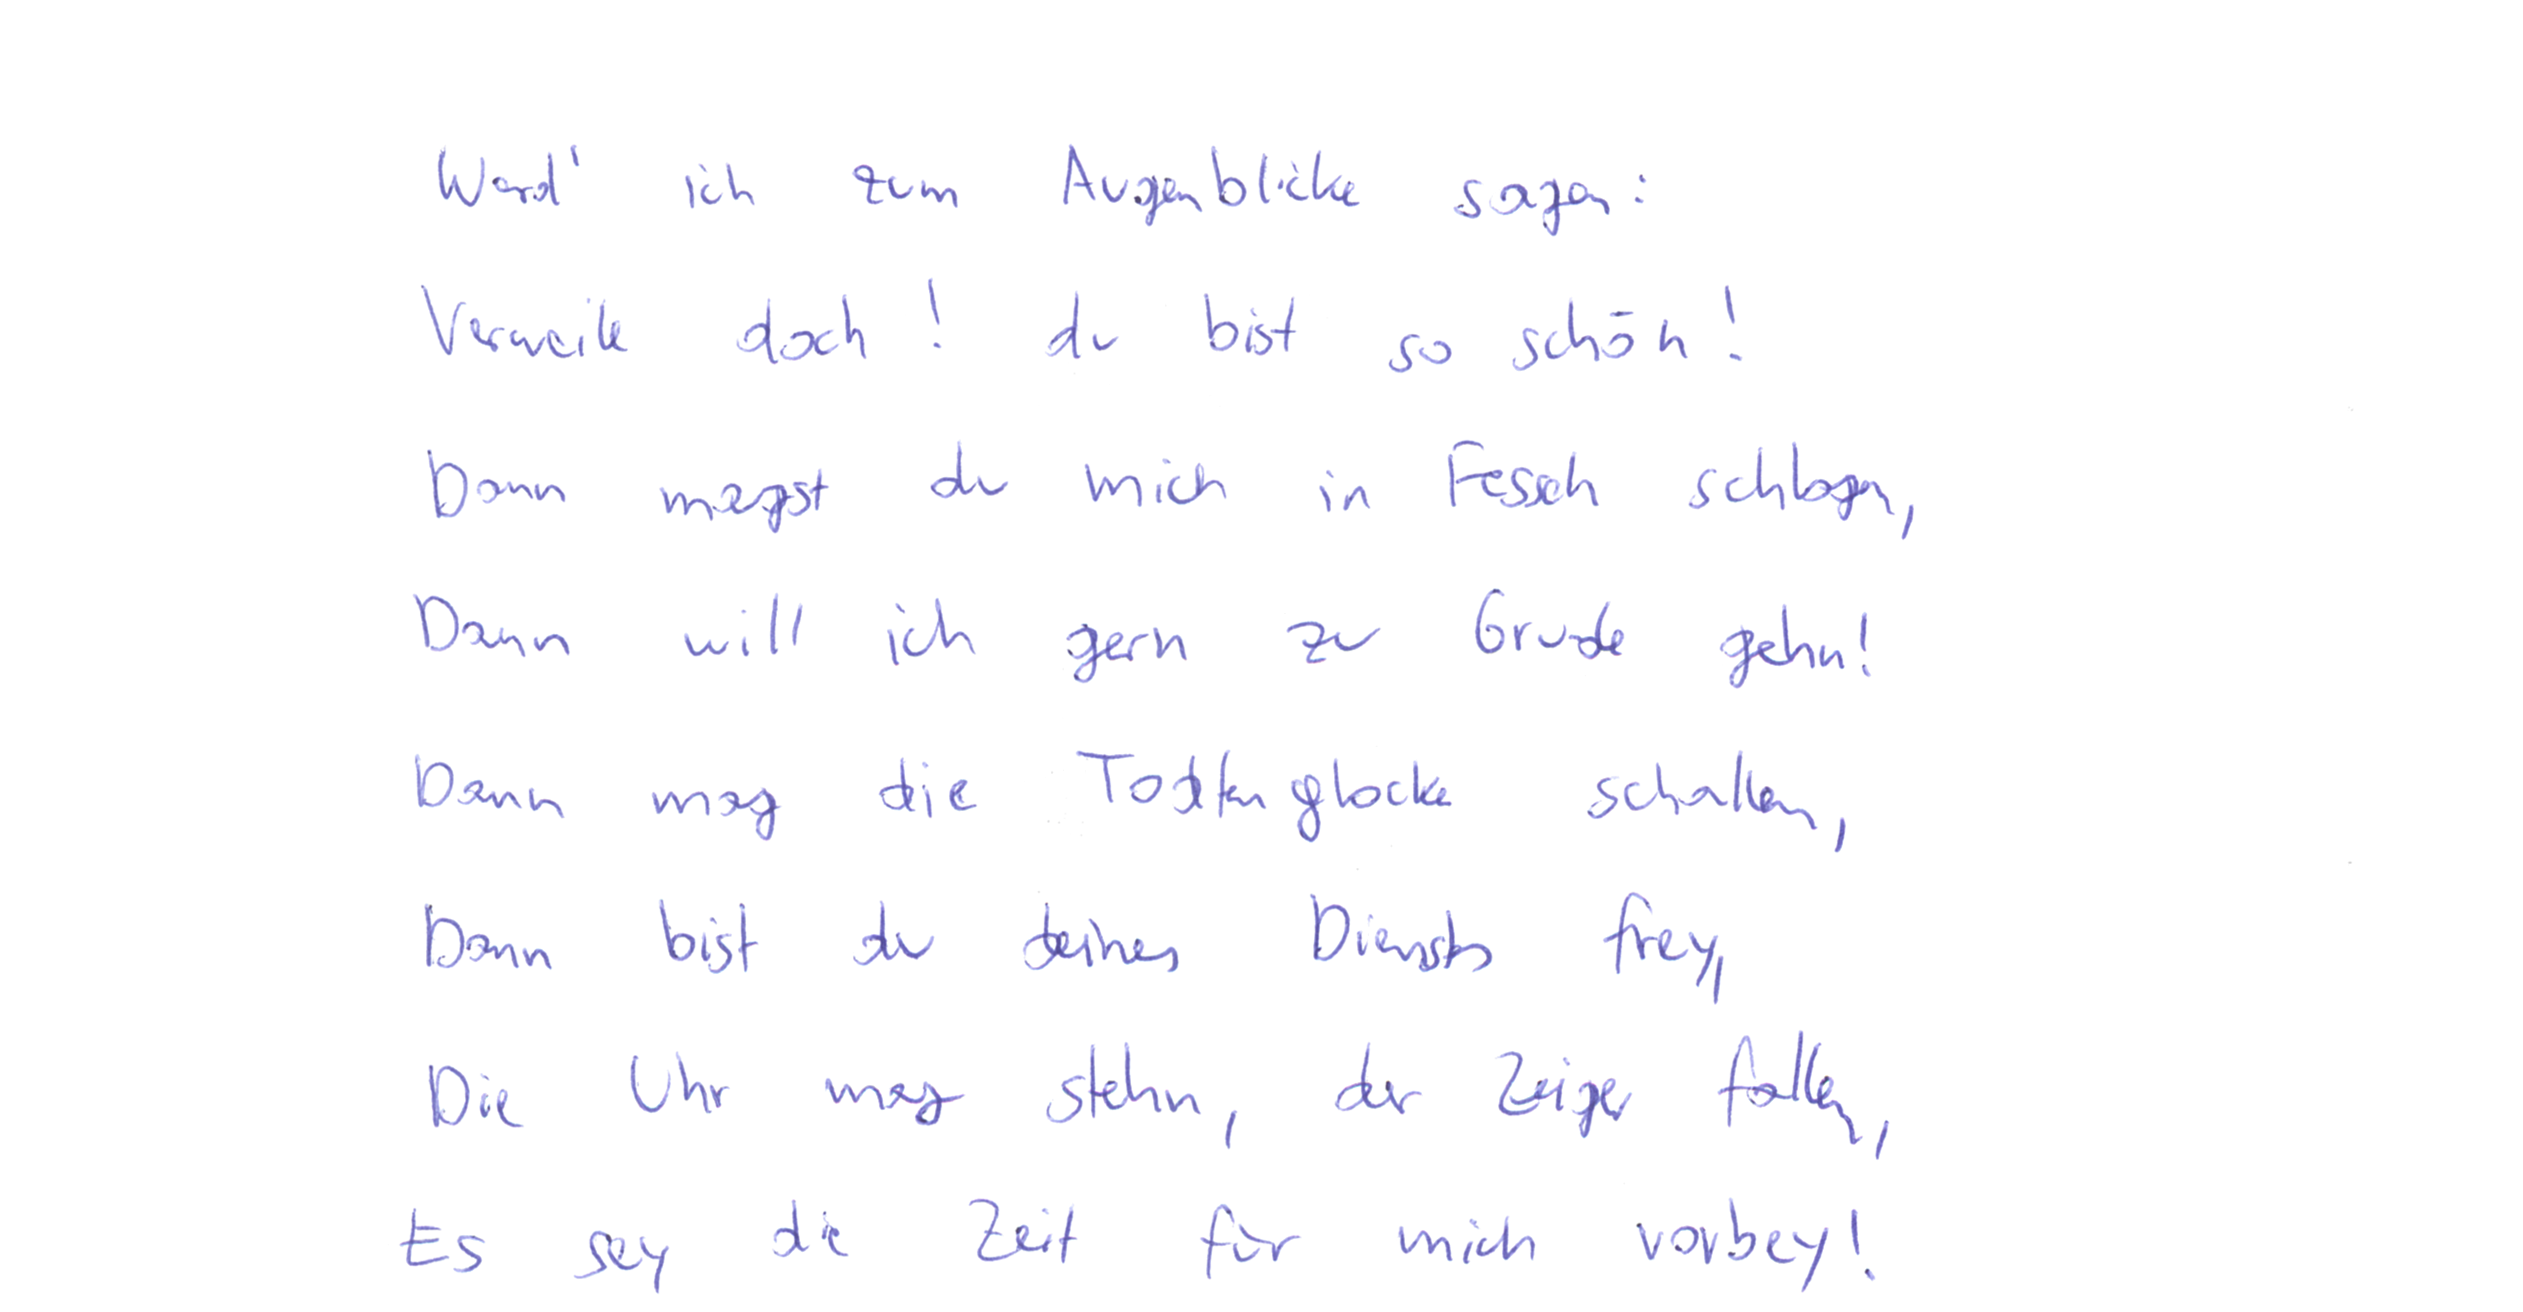 Werd' ich zum Augenblicke sagen:
Verweile doch! du bist so schön!
Dann magst du mich in Fesseln schlagen,
Dann will ich gern zu Grunde gehn!
Dann mag die Todtenglocke schallen,
Dann bist du deines Diensts frey,
Die Uhr mag stehn, der Zeiger fallen,
Es sey die Zeit für mich vorbey!